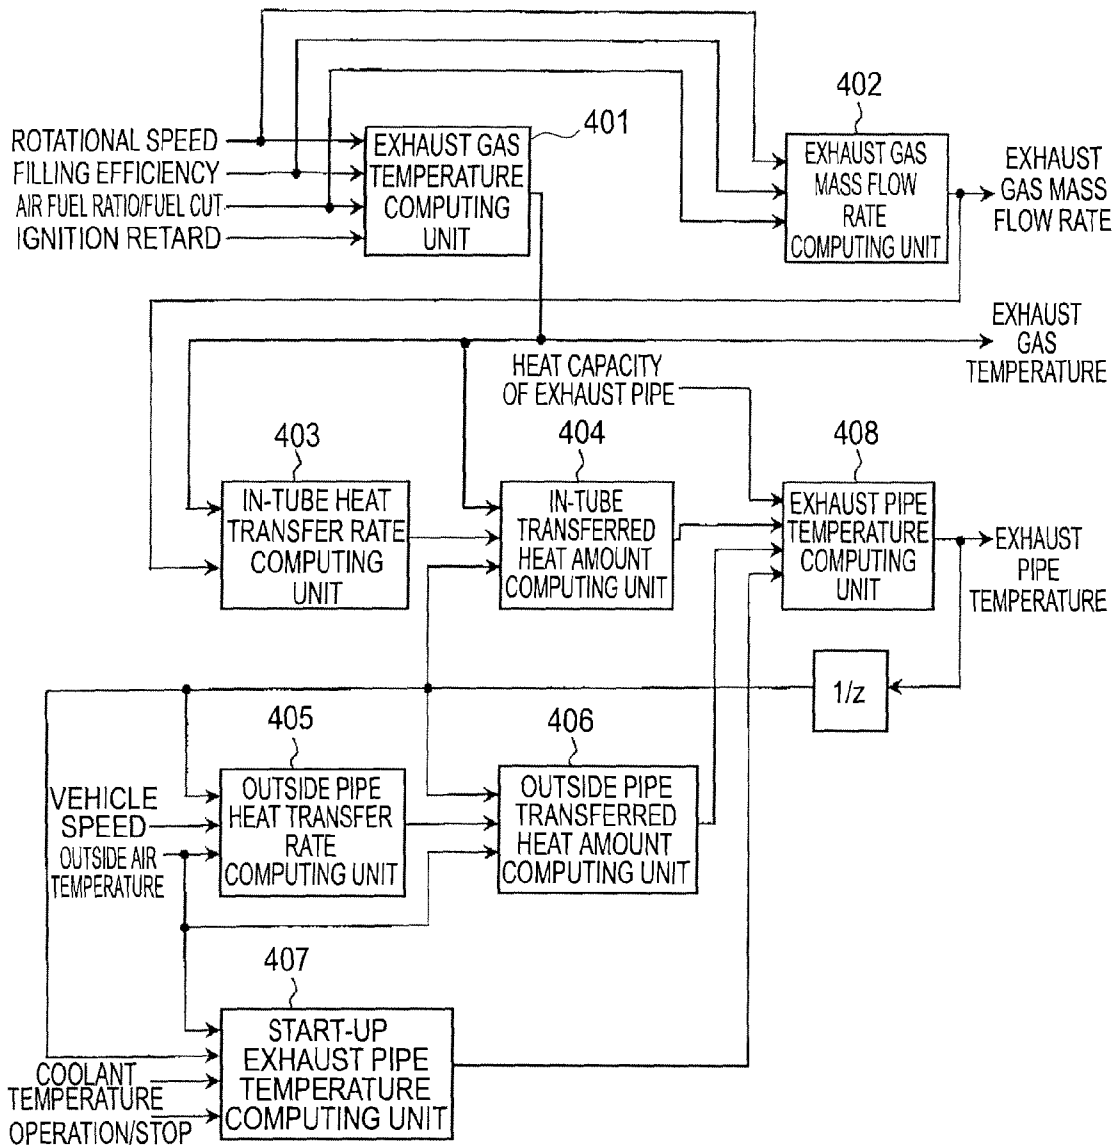 402
401
ROTATIONAL SPEED
FILLING EFFICIENCY
AIR FUEL RATIO/FUEL CUT
IGNITION RETARD
EXHAUST GAS
TEMPERATURE
COMPUTING
UNIT
EXHAUST GAS
MASS FLOW
RATE
COMPUTING UNIT
EXHAUST
GAS MASS
FLOW RATE
EXHAUST
GAS
TEMPERATURE
HEAT CAPACITY
OF EXHAUST PIPE
403
404
408
IN-TUBE HEAT
TRANSFER RATE
COMPUTING
UNIT
IN-TUBE
TRANSFERRED
HEAT AMOUNT
COMPUTING UNIT
EXHAUST PIPE
TEMPERATURE
COMPUTING
UNIT
EXHAUST
PIPE
TEMPERATURE
1/z
405
406
VEHICLE
SPEED
OUTSIDE AIR
TEMPERATURE
OUTSIDE PIPE
HEAT TRANSFER
RATE
COMPUTING UNIT
OUTSIDE PIPE
TRANSFERRED
HEAT AMOUNT
COMPUTING UNIT
407
START-UP
EXHAUST PIPE
TEMPERATURE
COMPUTING UNIT
COOLANT
TEMPERATURE
OPERATION/STOP